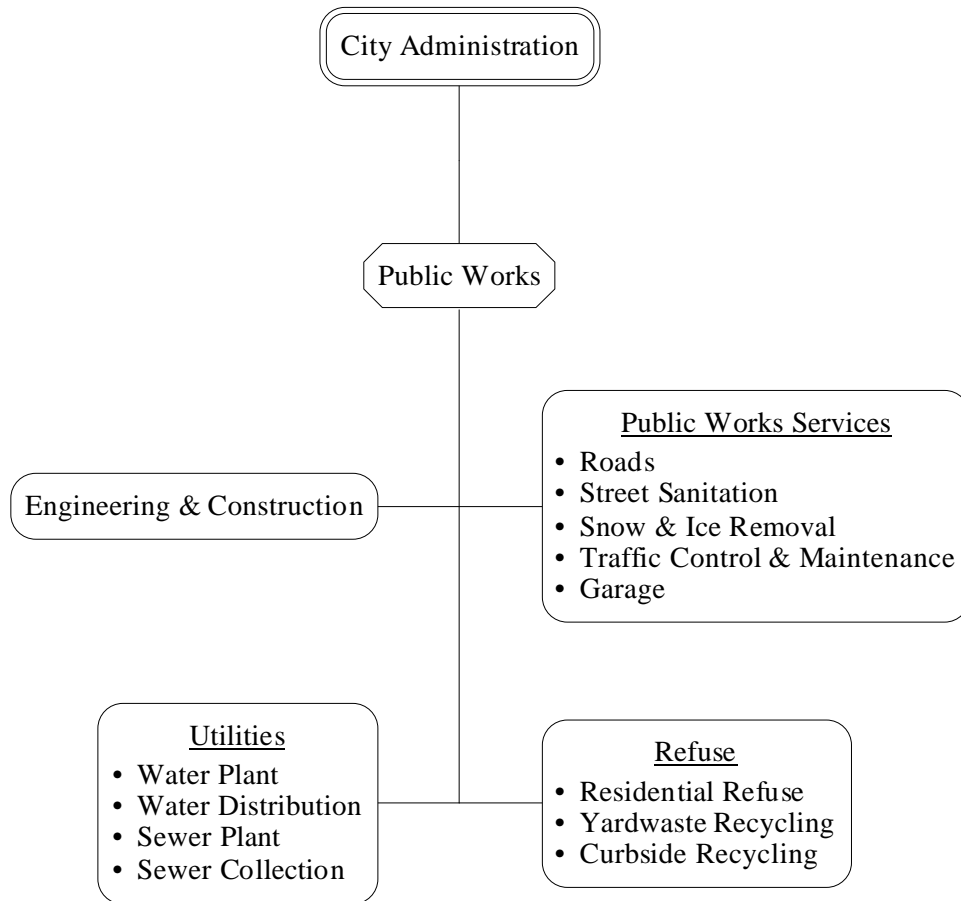 City Administration
Public Works
Public Works Services
• Roads
• Street Sanitation
• Snow & Ice Removal
• Traffic Control & Maintenance
• Garage
Engineering & Construction
Utilities
• Water Plant
• Water Distribution
• Sewer Plant
• Sewer Collection
Refuse
• Residential Refuse
• Yardwaste Recycling
• Curbside Recycling